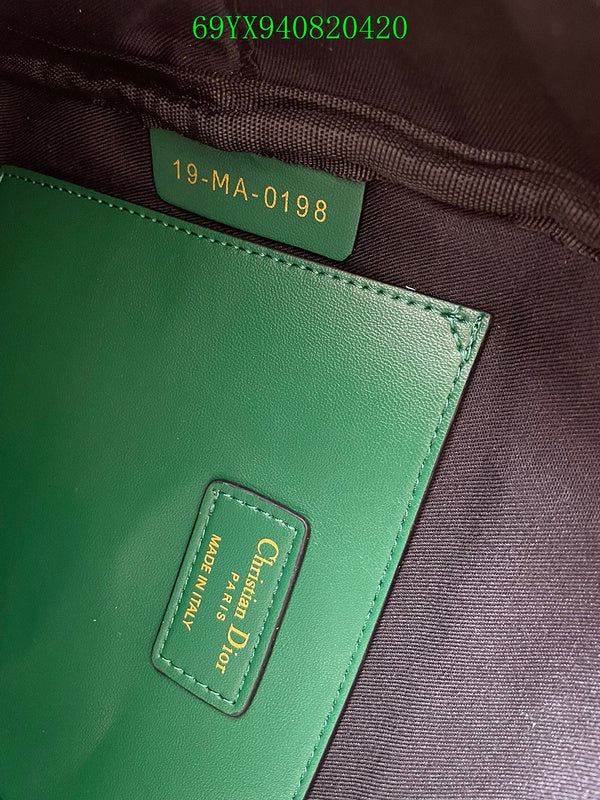 69YX940820420
19-MA-0198
Christian Dior
PARIS
MADE IN ITALY